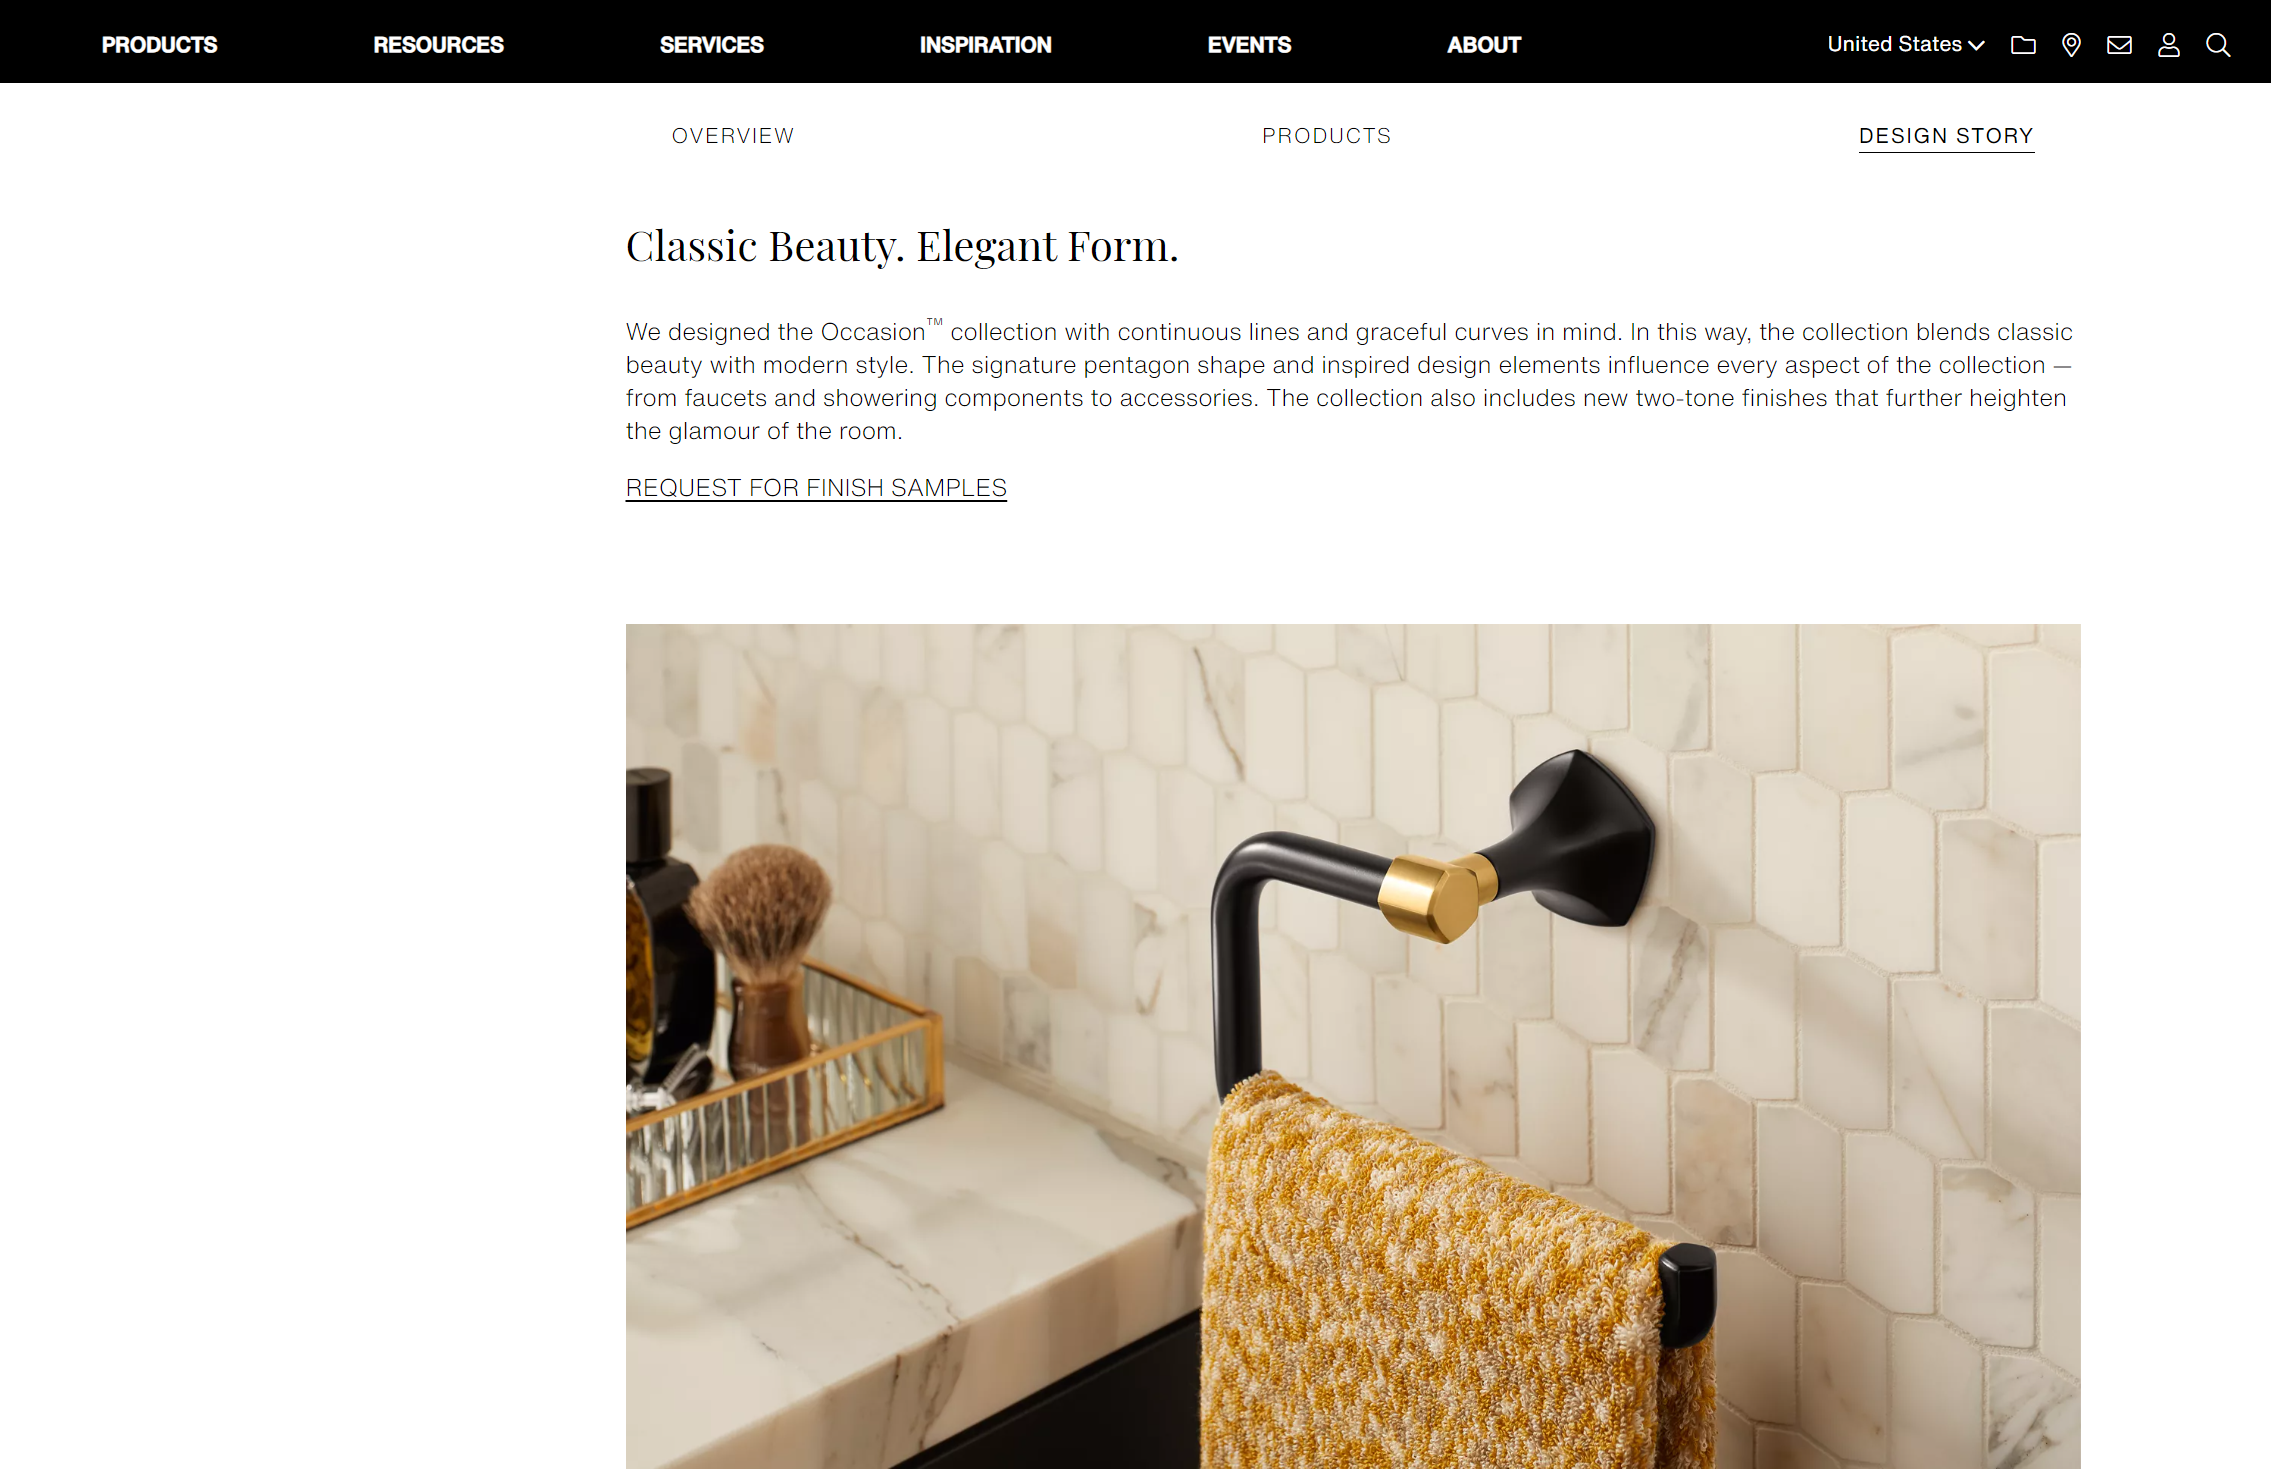 PRODUCTS RESOURCES SERVICES INSPIRATION EVENTS ABOUT United States
OVERVIEW PRODUCTS DESIGN STORY
Classic Beauty. Elegant Form.
We designed the Occasion™ collection with continuous lines and graceful curves in mind. In this way, the collection blends classic
beauty with modern style. The signature pentagon shape and inspired design elements influence every aspect of the collection —
from faucets and showering components to accessories. The collection also includes new two-tone finishes that further heighten
the glamour of the room.
REQUEST FOR FINISH SAMPLES